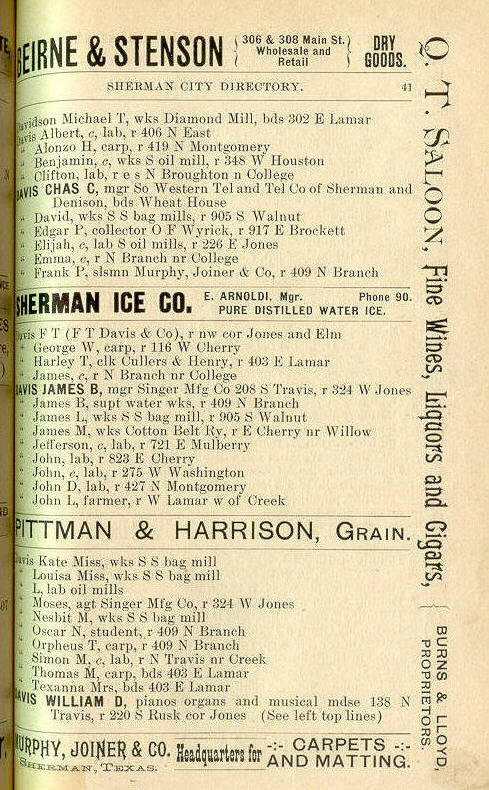 BEIRNE & STENSON { 306 & 308 Main St. Wholesale and Retail } DRY GOODS.
SHERMAN CITY DIRECTORY. 41
Davidson Michael T, wks Diamond Mill, bds 302 E Lamar
Davis Albert, c, lab, r 406 N East
" Alonzo H, carp, r 419 N Montgomery
" Benjamin, c, wks S oil mill, r 348 W Houston
" Clifton, lab, r e s N Broughton n College
DAVIS CHAS C, mgr So Western Tel and Tel Co of Sherman and
Denison, bds Wheat House
" David, wks S S bag mills, r 905 S Walnut
" Edgar P, collector O F Wyrick, r 917 E Brockett
" Elijah, c, lab S oil mills, r 226 E Jones
" Emma, c, r N Branch nr College
" Frank P, slsmn Murphy, Joiner & Co, r 409 N Branch
SHERMAN ICE CO. E. ARNOLDI, Mgr. Phone 90.
PURE DISTILLED WATER ICE.
Davis F T (F T Davis & Co), r nw cor Jones and Elm
" George W, carp, r 116 W Cherry
" Harley T, clk Cullers & Henry, r 403 E Lamar
" James, c, r N Branch nr College
DAVIS JAMES B, mgr Singer Mfg Co 208 S Travis, r 324 W Jones
" James B, supt water wks, r 409 N Branch
" James L, wks S S bag mill, r 905 S Walnut
" James M, wks Cotton Belt Ry, r E Cherry nr Willow
" Jefferson, c, lab, r 721 E Mulberry
" John, lab, r 823 E Cherry
" John, c, lab, r 275 W Washington
" John D, lab, r 427 N Montgomery
" John L, farmer, r W Lamar w of Creek
PITTMAN & HARRISON, GRAIN.
Davis Kate Miss, wks S S bag mill
" Louisa Miss, wks S S bag mill
" L, lab oil mills
" Moses, agt Singer Mfg Co, r 324 W Jones
" Nesbit M, wks S S bag mill
" Oscar N, student, r 409 N Branch
" Orpheus T, carp, r 409 N Branch
" Simon M, c, lab, r N Travis nr Creek
" Thomas M, carp, bds 403 E Lamar
" Texanna Mrs, bds 403 E Lamar
DAVIS WILLIAM D, pianos organs and musical mdse 138 N
Travis, r 220 S Rusk cor Jones (See left top lines)
MURPHY, JOINER & CO. Headquarters for -:- CARPETS -:-
SHERMAN, TEXAS. AND MATTING.
Q. T. SALOON, Fine Wines, Liquors and Cigars, { BURNS & LLOYD, PROPRIETORS.